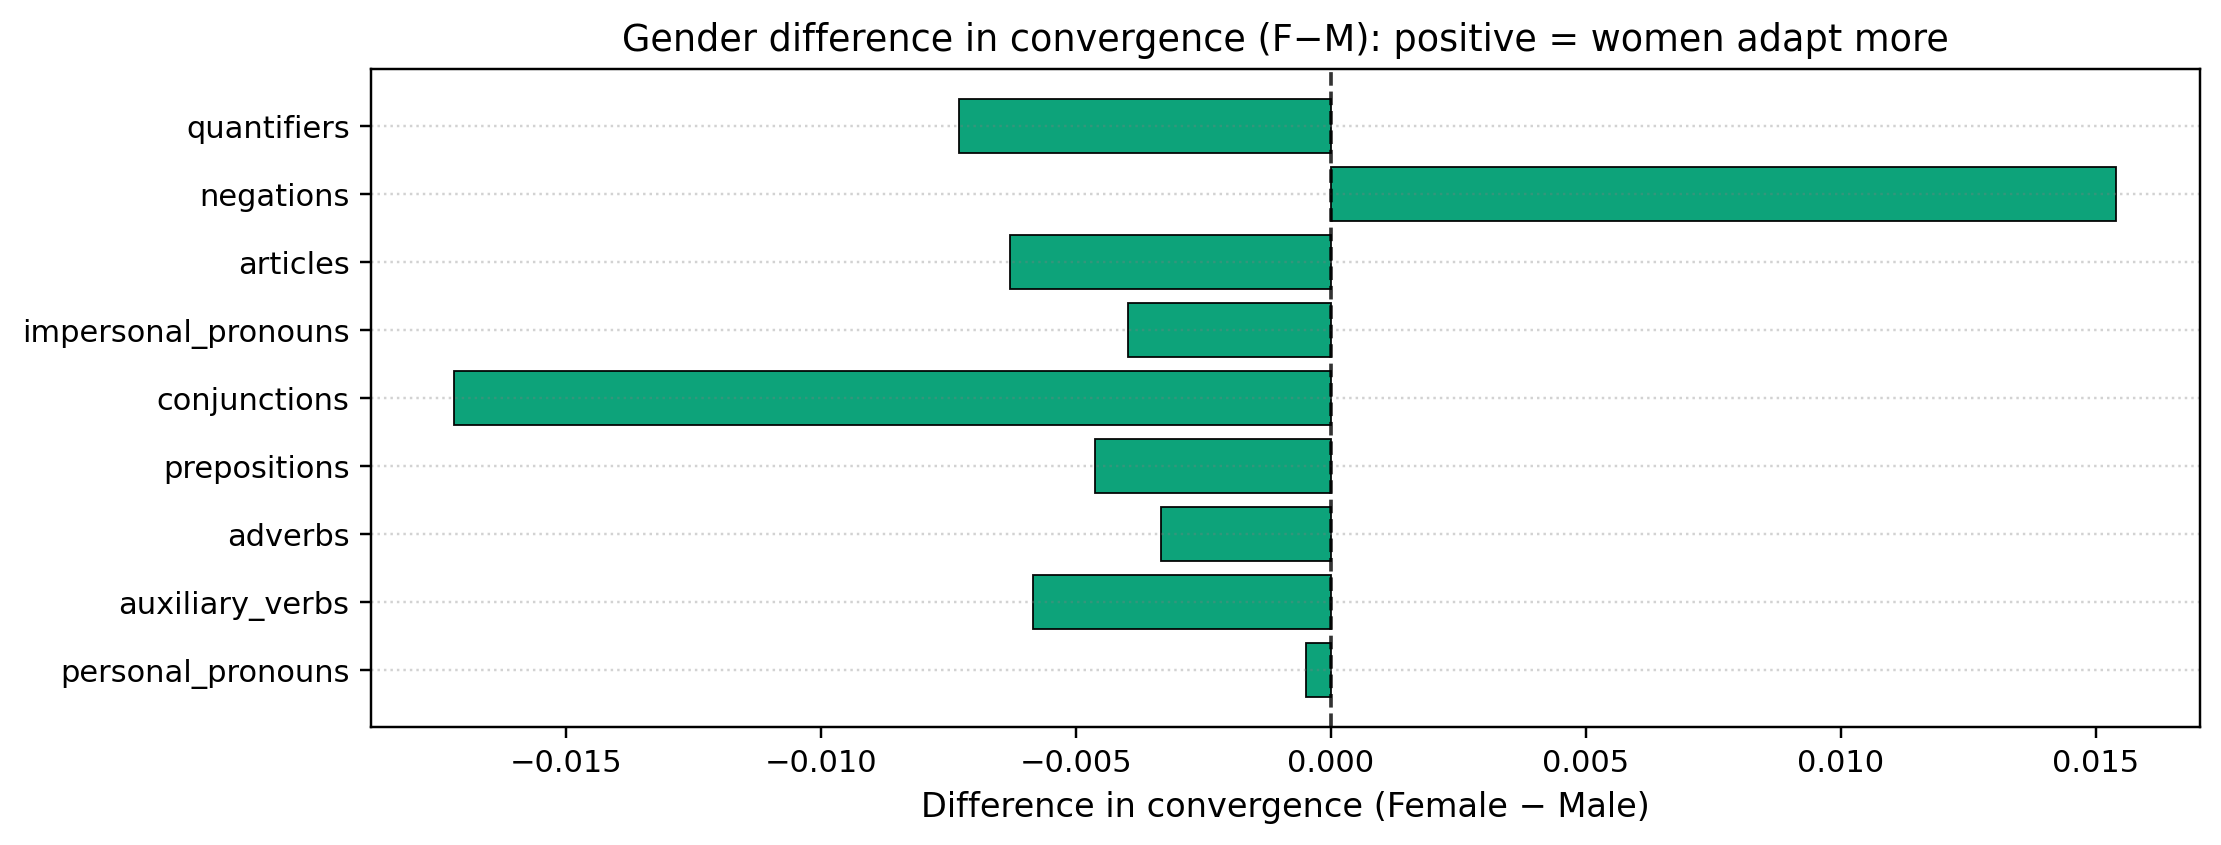 Gender difference in convergence (F−M): positive = women adapt more
quantifiers
negations
articles
impersonal_pronouns
conjunctions
prepositions
adverbs
auxiliary_verbs
personal_pronouns
−0.015 −0.010 −0.005 0.000 0.005 0.010 0.015
Difference in convergence (Female − Male)